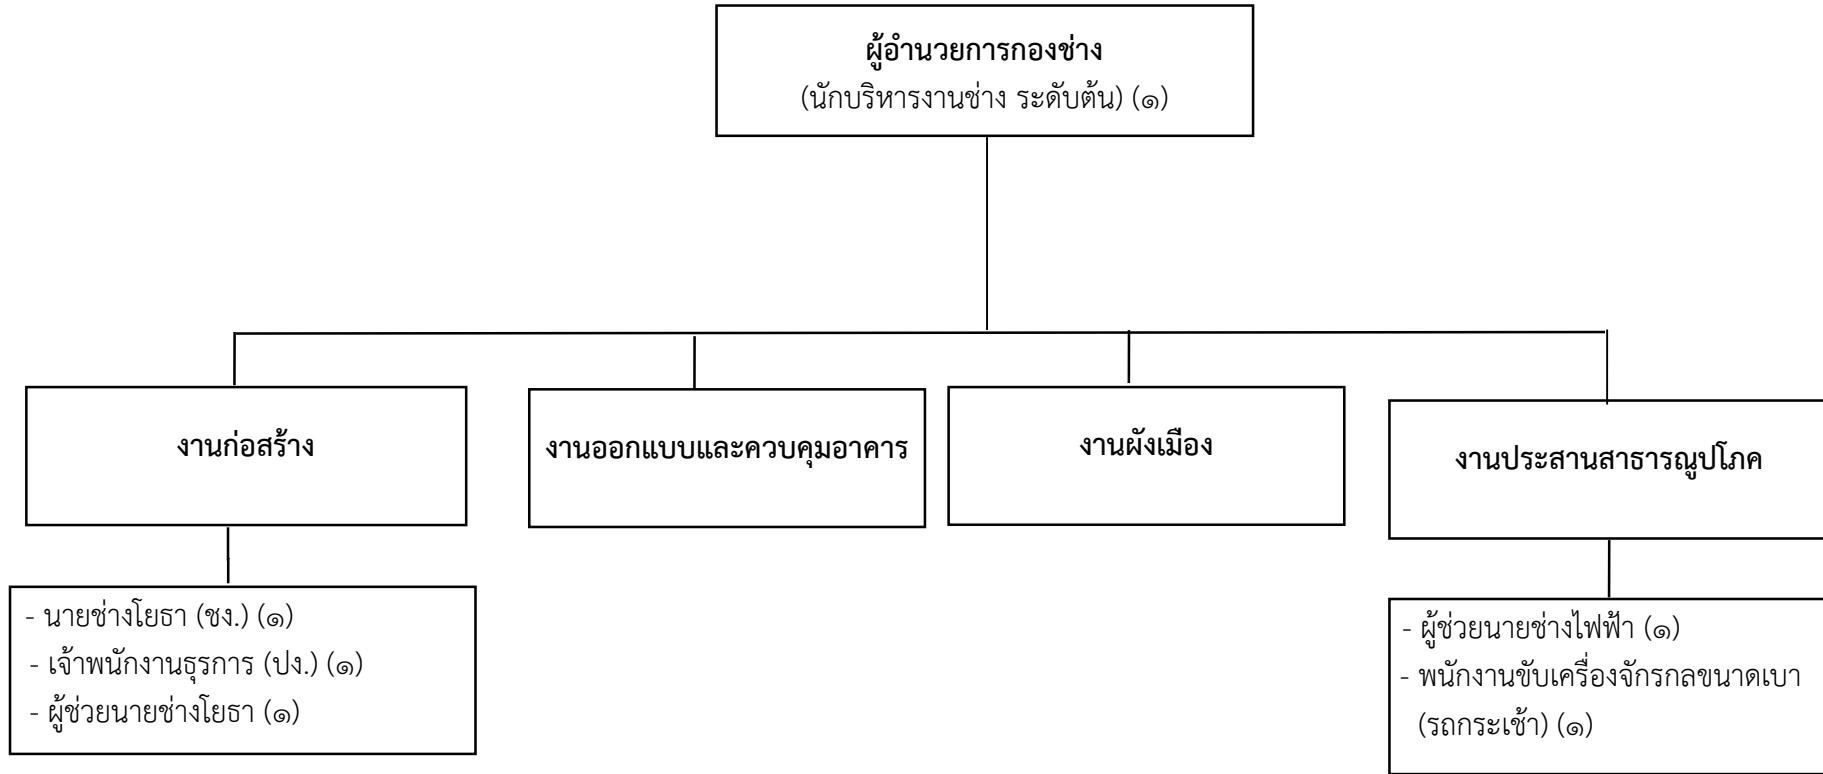 ผู้อำนวยการกองช่าง
(นักบริหารงานช่าง ระดับต้น) (๑)
งานก่อสร้าง
งานออกแบบและควบคุมอาคาร
งานผังเมือง
งานประสานสาธารณูปโภค
- นายช่างโยธา (ชง.) (๑)
- เจ้าพนักงานธุรการ (ปง.) (๑)
- ผู้ช่วยนายช่างโยธา (๑)
- ผู้ช่วยนายช่างไฟฟ้า (๑)
- พนักงานขับเครื่องจักรกลขนาดเบา
(รถกระเช้า) (๑)